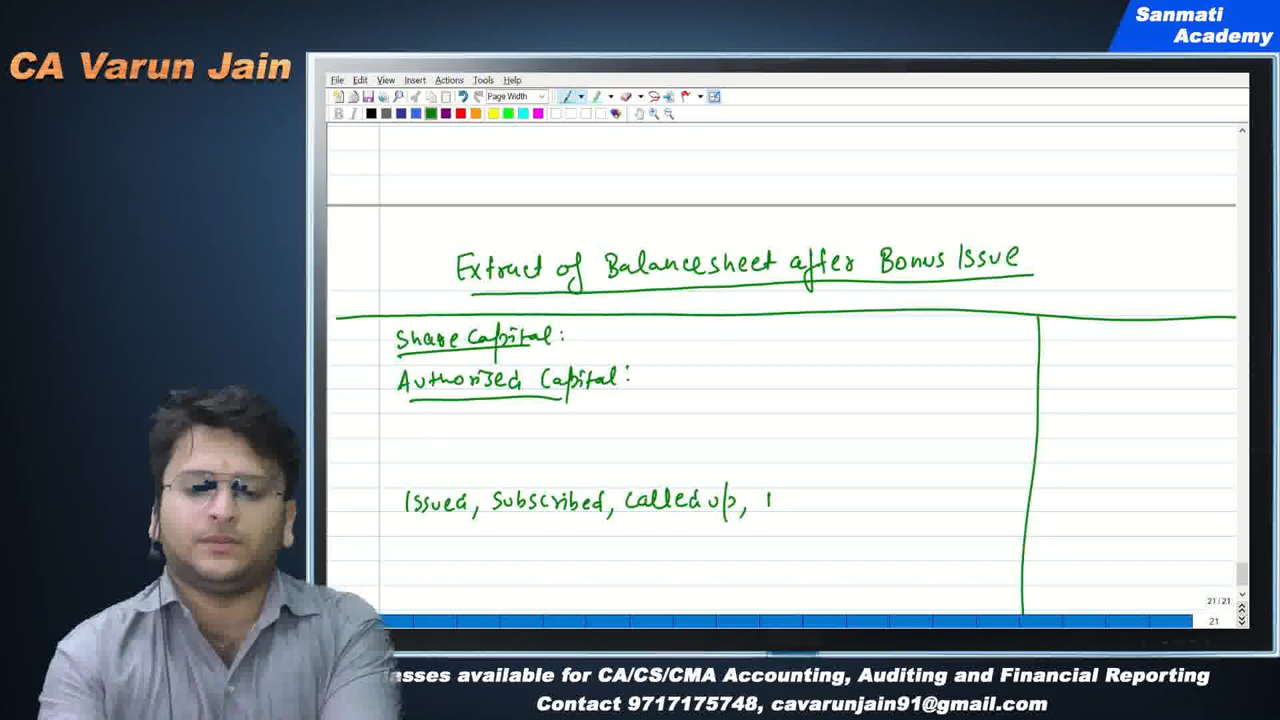 Sanmati
Academy
CA Varun Jain
File Edit View Insert Actions Tools Help
Page Width
B I
Extract of Balancesheet after Bonus Issue
Share Capital:
Authorised Capital:
Issued, Subscribed, Called up,
21/21
21
asses available for CA/CS/CMA Accounting, Auditing and Financial Reporting
Contact 9717175748, cavarunjain91@gmail.com